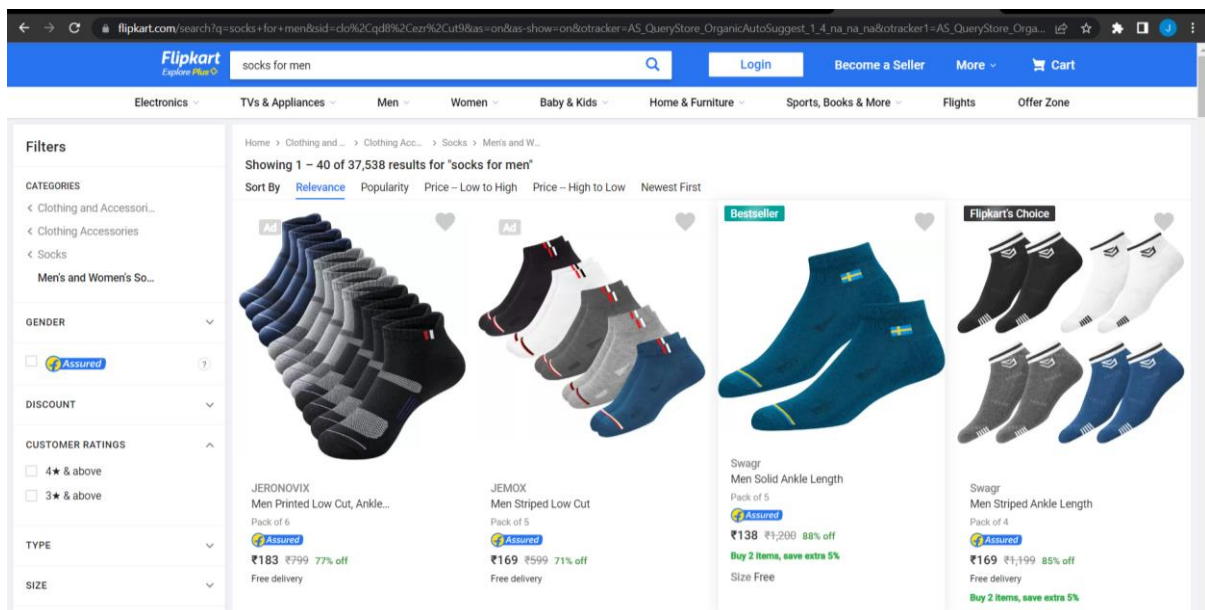 flipkart.com/search?q=socks+for+men&sid=clo%2Cqd8%2Cezr%2Cut9&as=on&as-show=on&otracker=AS_QueryStore_OrganicAutoSuggest_1_4_na_na_na&otracker1=AS_QueryStore_Orga...
J
Flipkart
Explore Plus
socks for men
Login
Become a Seller
More
Cart
Electronics
TVs & Appliances
Men
Women
Baby & Kids
Home & Furniture
Sports, Books & More
Flights
Offer Zone
Filters
CATEGORIES
< Clothing and Accessori...
< Clothing Accessories
< Socks
Men's and Women's So...
GENDER
Assured
?
DISCOUNT
CUSTOMER RATINGS
4★ & above
3★ & above
TYPE
SIZE
Home > Clothing and ... > Clothing Acc... > Socks > Men's and W...
Showing 1 – 40 of 37,538 results for "socks for men"
Sort By Relevance Popularity Price -- Low to High Price -- High to Low Newest First
Ad
JERONOVIX
Men Printed Low Cut, Ankle...
Pack of 6
Assured
₹183 ₹799 77% off
Free delivery
Ad
JEMOX
Men Striped Low Cut
Pack of 5
Assured
₹169 ₹599 71% off
Free delivery
Bestseller
Swagr
Men Solid Ankle Length
Pack of 5
Assured
₹138 ₹1,200 88% off
Buy 2 items, save extra 5%
Size Free
Flipkart's Choice
Swagr
Men Striped Ankle Length
Pack of 4
Assured
₹169 ₹1,199 85% off
Free delivery
Buy 2 items, save extra 5%